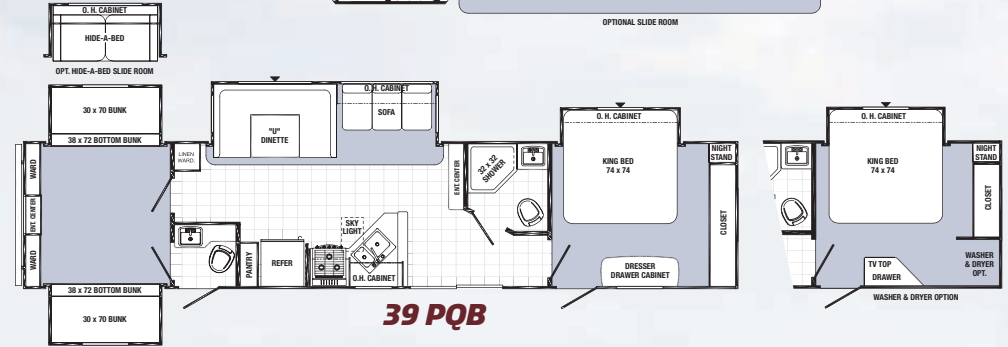 O. H. CABINET
HIDE-A-BED
OPT. HIDE-A-BED SLIDE ROOM
OPTIONAL SLIDE ROOM
30 x 70 BUNK
38 x 72 BOTTOM BUNK
WARD
ENT. CENTER
WARD
38 x 72 BOTTOM BUNK
30 x 70 BUNK
LINEN
WARD.
"U"
DINETTE
O. H. CABINET
SOFA
ENT. CENTER
32 x 32
SHOWER
PANTRY
REFER
SKY
LIGHT
O.H. CABINET
O. H. CABINET
KING BED
74 x 74
NIGHT
STAND
CLOSET
DRESSER
DRAWER CABINET
39 PQB
O. H. CABINET
KING BED
74 x 74
NIGHT
STAND
CLOSET
TV TOP
DRAWER
WASHER
& DRYER
OPT.
WASHER & DRYER OPTION